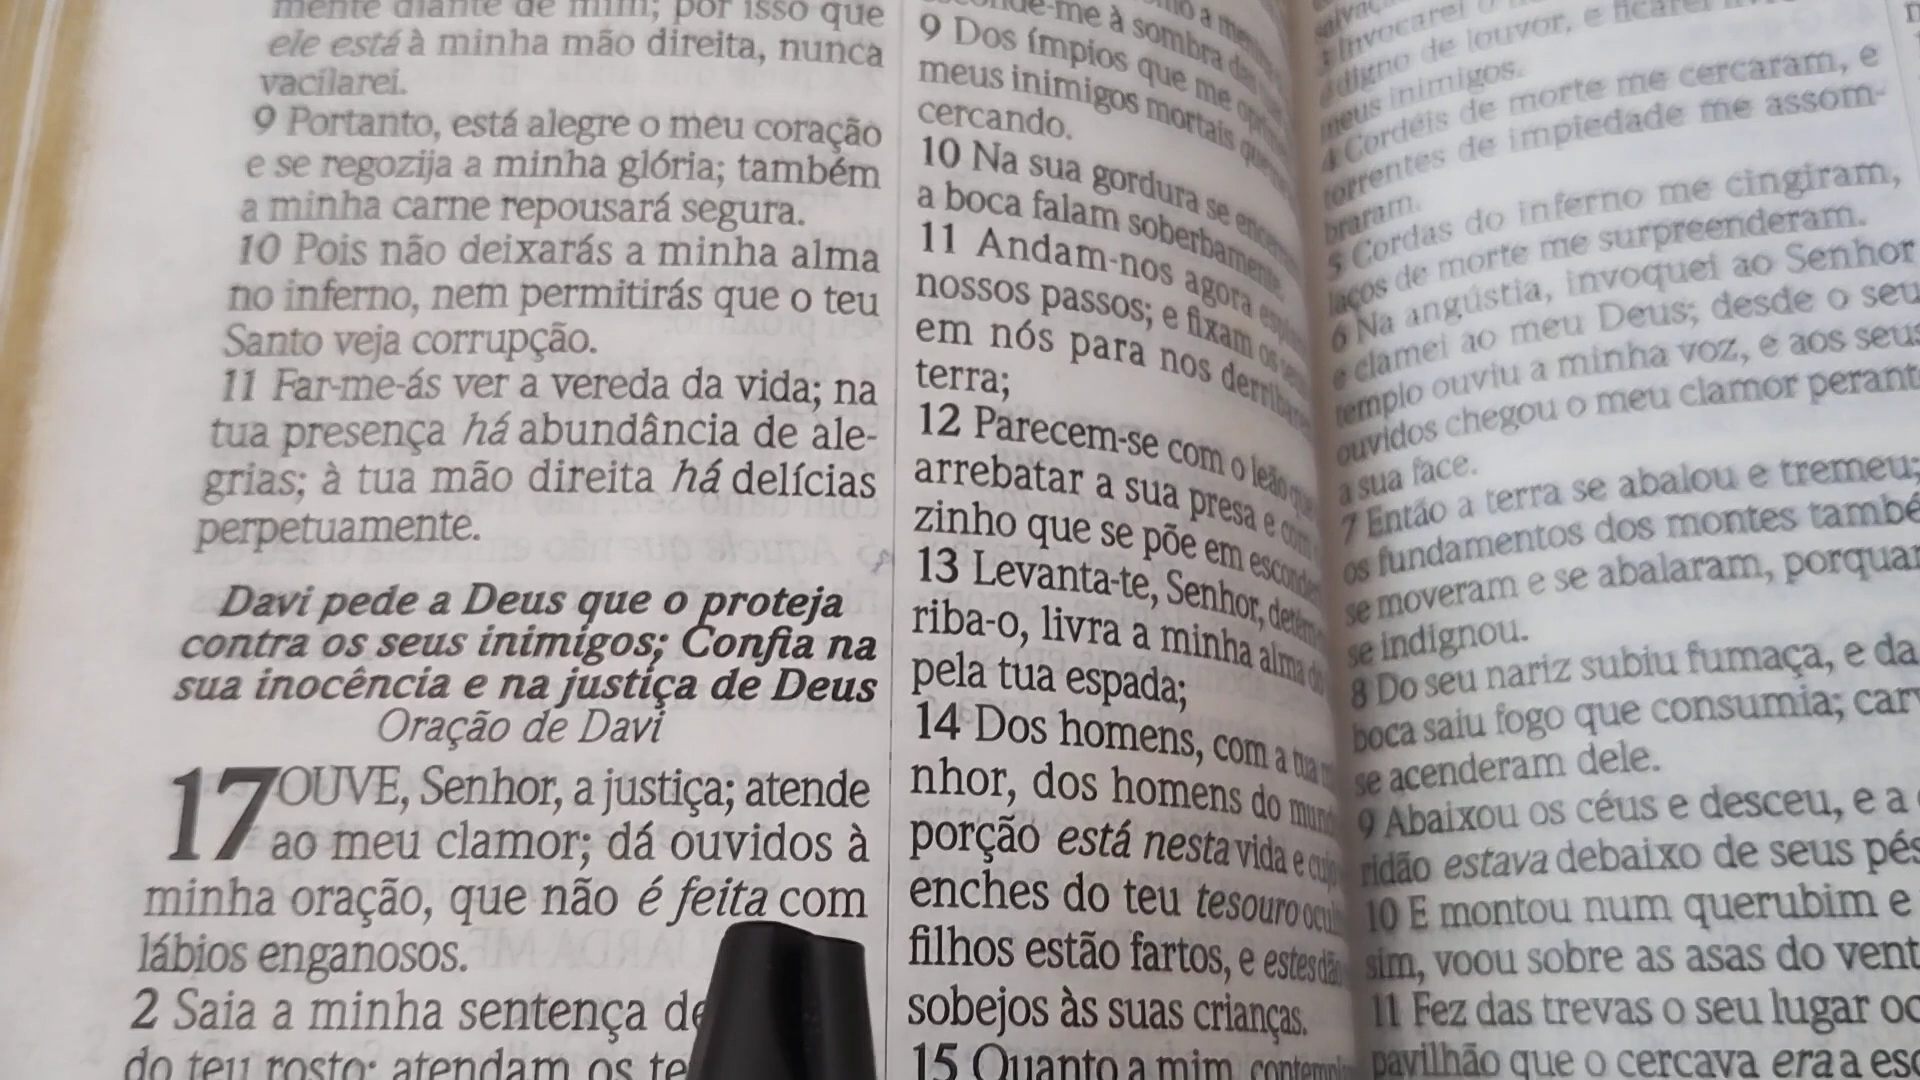 mente diante de mim; por isso que
ele está à minha mão direita, nunca
vacilarei.
9 Portanto, está alegre o meu coração
e se regozija a minha glória; também
a minha carne repousará segura.
10 Pois não deixarás a minha alma
no inferno, nem permitirás que o teu
Santo veja corrupção.
11 Far-me-ás ver a vereda da vida; na
tua presença há abundância de ale-
grias; à tua mão direita há delícias
perpetuamente.
Davi pede a Deus que o proteja
contra os seus inimigos; Confia na
sua inocência e na justiça de Deus
Oração de Davi
17 OUVE, Senhor, a justiça; atende
ao meu clamor; dá ouvidos à
minha oração, que não é feita com
lábios enganosos.
2 Saia a minha sentença de
do teu rosto; atendam os te
à sombra
9 Dos ímpios que me
meus inimigos mortais
cercando.
10 Na sua gordura se
a boca falam soberbamente.
11 Andam-nos agora
nossos passos; e fixam os
em nós para nos
terra;
12 Parecem-se com o leão
arrebatar a sua presa e
zinho que se põe em
13 Levanta-te, Senhor,
riba-o, livra a minha alma
pela tua espada;
14 Dos homens, com a tua
nhor, dos homens do
porção está nesta vida e
enches do teu tesouro
filhos estão fartos, e estes
sobejos às suas crianças.
15 Quanto a mim,
Invocarei
digno de louvor, e ficarei
meus inimigos.
4 Cordéis de morte me cercaram, e
torrentes de impiedade me assom-
braram.
5 Cordas do inferno me cingiram,
laços de morte me surpreenderam.
6 Na angústia, invoquei ao Senhor
e clamei ao meu Deus; desde o seu
templo ouviu a minha voz, e aos seus
ouvidos chegou o meu clamor perant
a sua face.
7 Então a terra se abalou e tremeu;
os fundamentos dos montes també
se moveram e se abalaram, porquan
se indignou.
8 Do seu nariz subiu fumaça, e da
boca saiu fogo que consumia; carv
se acenderam dele.
9 Abaixou os céus e desceu, e a
ridão estava debaixo de seus pés
10 E montou num querubim e
sim, voou sobre as asas do vent
11 Fez das trevas o seu lugar oc
pavilhão que o cercava era a esc